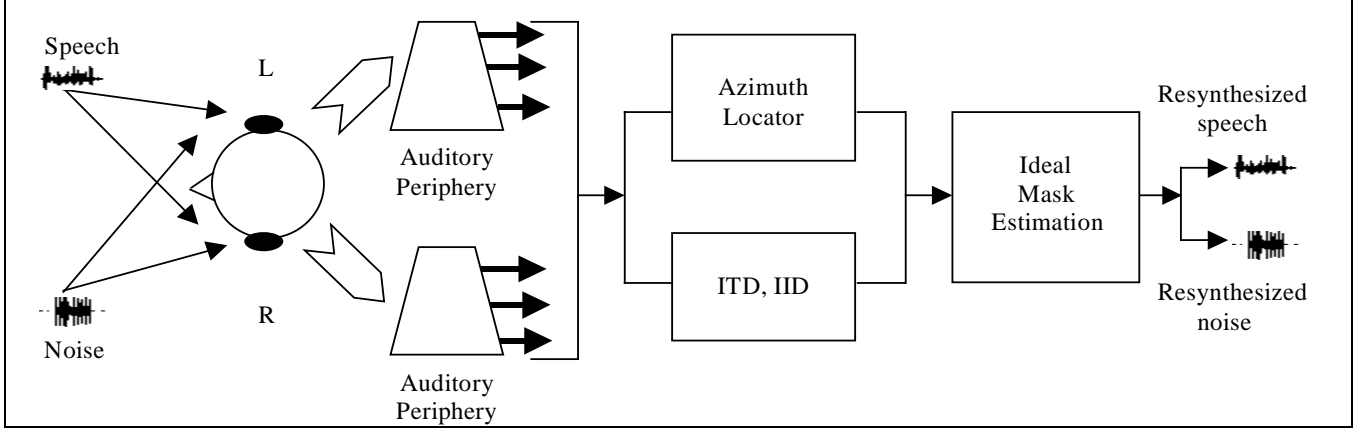 Speech
L
R
Noise
Auditory
Periphery
Auditory
Periphery
Azimuth
Locator
ITD, IID
Ideal
Mask
Estimation
Resynthesized
speech
Resynthesized
noise